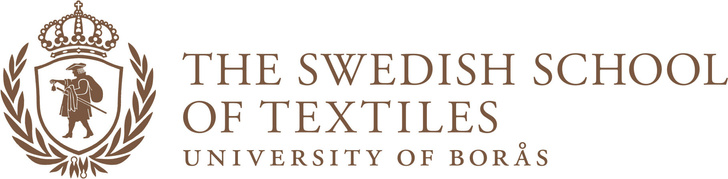 THE SWEDISH SCHOOL
OF TEXTILES
UNIVERSITY OF BORÅS